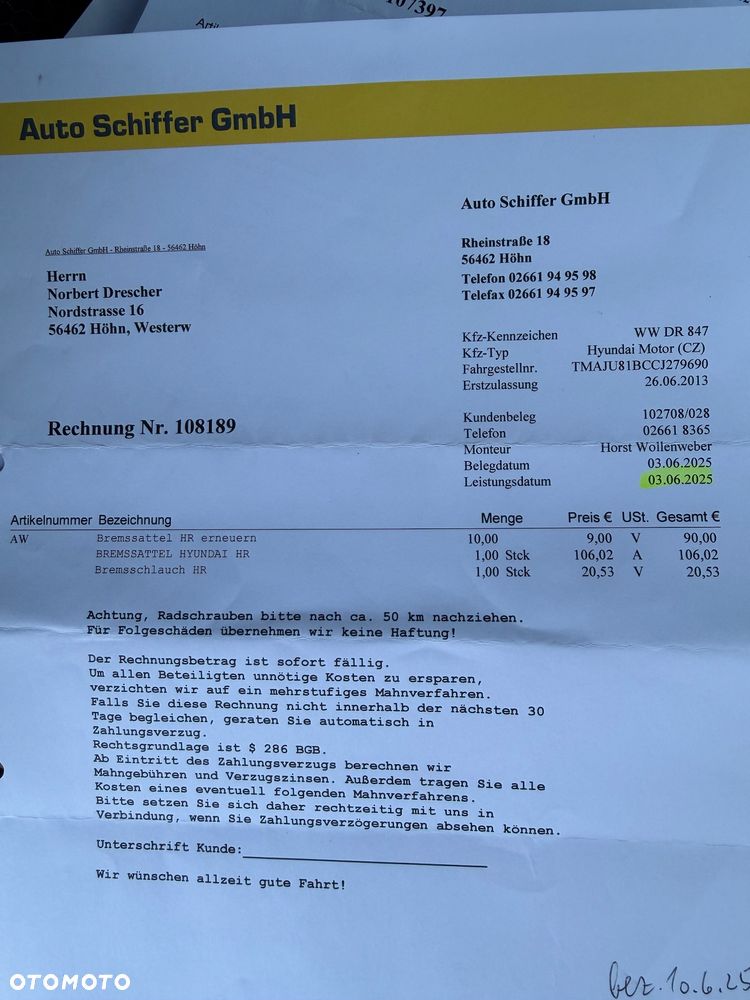 10/397
Auto Schiffer GmbH
Auto Schiffer GmbH
Auto Schiffer GmbH - Rheinstraße 18 - 56462 Höhn
Herrn
Norbert Drescher
Nordstrasse 16
56462 Höhn, Westerw
Rheinstraße 18
56462 Höhn
Telefon 02661 94 95 98
Telefax 02661 94 95 97
Kfz-Kennzeichen WW DR 847
Kfz-Typ Hyundai Motor (CZ)
Fahrgestellnr. TMAJU81BCCJ279690
Erstzulassung 26.06.2013
Rechnung Nr. 108189
Kundenbeleg 102708/028
Telefon 02661 8365
Monteur Horst Wollenweber
Belegdatum 03.06.2025
Leistungsdatum 03.06.2025
Artikelnummer Bezeichnung Menge Preis € USt. Gesamt €
AW Bremssattel HR erneuern 10,00 9,00 V 90,00
BREMSSATTEL HYUNDAI HR 1,00 Stck 106,02 A 106,02
Bremsschlauch HR 1,00 Stck 20,53 V 20,53
Achtung, Radschrauben bitte nach ca. 50 km nachziehen.
Für Folgeschäden übernehmen wir keine Haftung!
Der Rechnungsbetrag ist sofort fällig.
Um allen Beteiligten unnötige Kosten zu ersparen,
verzichten wir auf ein mehrstufiges Mahnverfahren.
Falls Sie diese Rechnung nicht innerhalb der nächsten 30
Tage begleichen, geraten Sie automatisch in
Zahlungsverzug.
Rechtsgrundlage ist $ 286 BGB.
Ab Eintritt des Zahlungsverzugs berechnen wir
Mahngebühren und Verzugszinsen. Außerdem tragen Sie alle
Kosten eines eventuell folgenden Mahnverfahrens.
Bitte setzen Sie sich daher rechtzeitig mit uns in
Verbindung, wenn Sie Zahlungsverzögerungen absehen können.
Unterschrift Kunde:
Wir wünschen allzeit gute Fahrt!
bez. 10.6.25
OTOMOTO